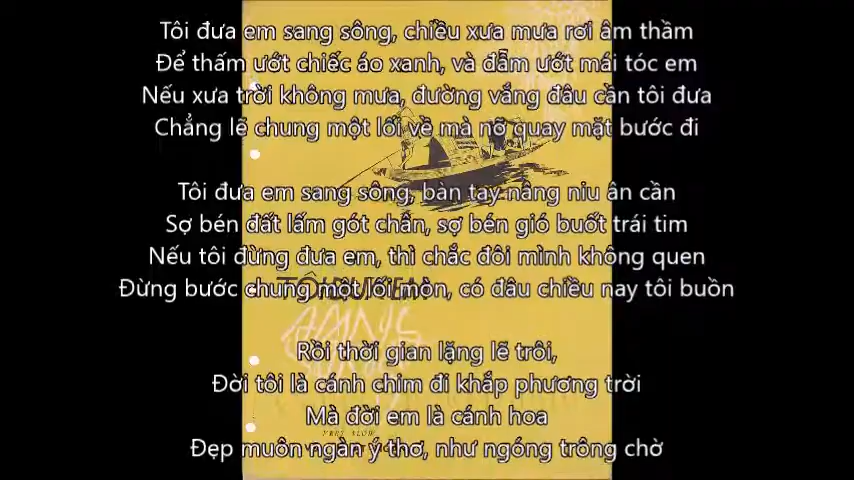 Tôi đưa em sang sông, chiều xưa mưa rơi âm thầm
Để thấm ướt chiếc áo xanh, và đẫm ướt mái tóc em
Nếu xưa trời không mưa, đường vắng đâu cần tôi đưa
Chẳng lẽ chung một lối về mà nỡ quay mặt bước đi
Tôi đưa em sang sông, bàn tay nâng niu ân cần
Sợ bến đất lấm gót chân, sợ bến gió buốt trái tim
Nếu tôi đừng đưa em, thì chắc đôi mình không quen
Đừng bước chung một lối mòn, có đâu chiều nay tôi buồn
TÔI ĐƯA EM
SANG
Rồi thời gian lặng lẽ trôi,
Đời tôi là cánh chim đi khắp phương trời
Mà đời em là cánh hoa
Đẹp muôn ngàn ý thơ, như ngóng trông chờ